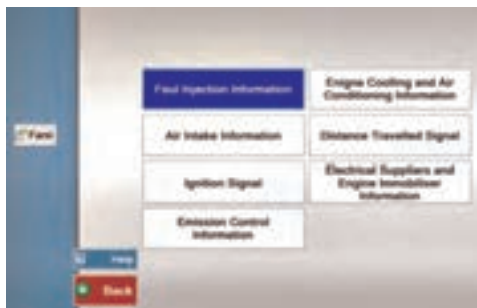 Fuel Injection Information
Engine Cooling and Air
Conditioning Information
Air Intake Information
Distance Travelled Signal
Ignition Signal
Electrical Suppliers and
Engine Immobiliser
Information
Emission Control
Information
Help
Back